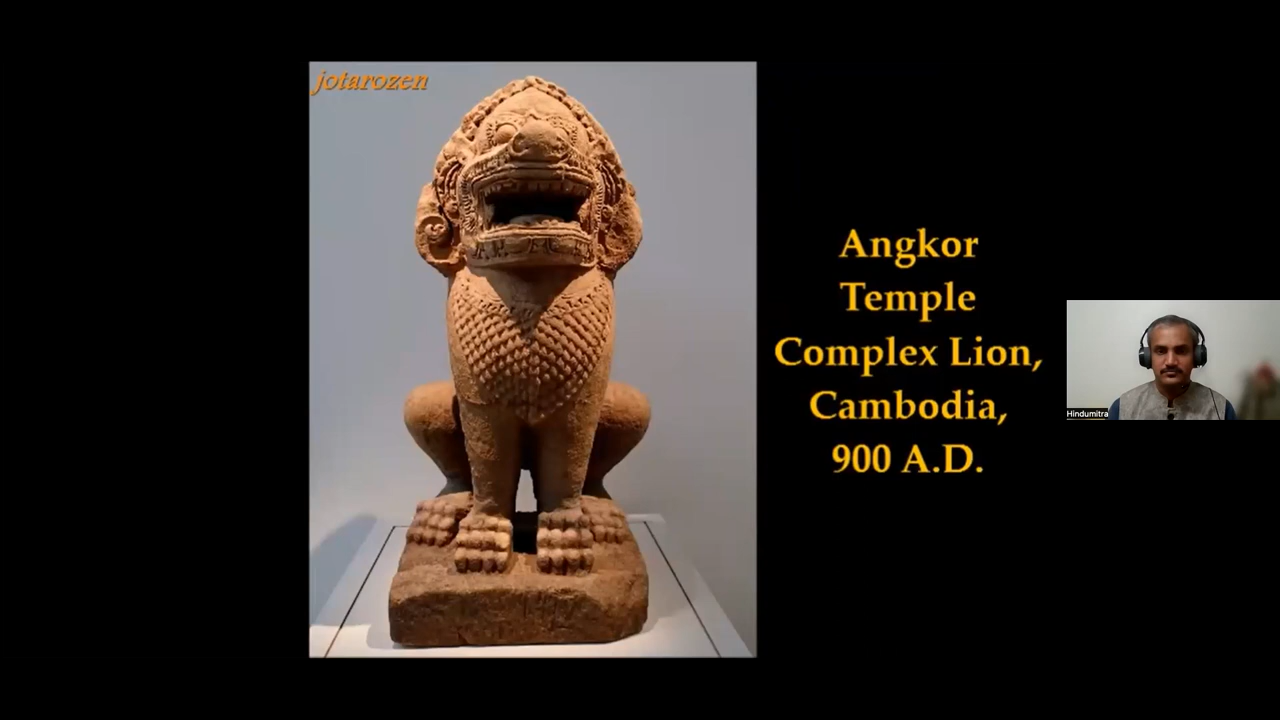 jotarozen
Angkor
Temple
Complex Lion,
Cambodia,
900 A.D.
Hindumitra